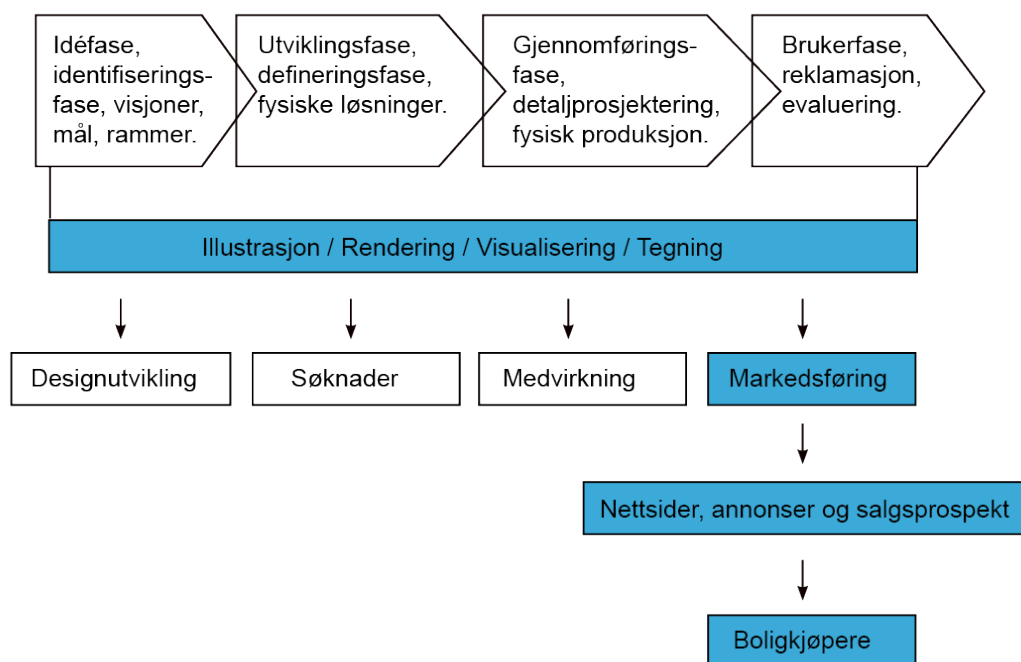 Idéfase,
identifiserings-
fase, visjoner,
mål, rammer.
Utviklingsfase,
defineringsfase,
fysiske løsninger.
Gjennomførings-
fase,
detaljprosjektering,
fysisk produksjon.
Brukerfase,
reklamasjon,
evaluering.
Illustrasjon / Rendering / Visualisering / Tegning
Designutvikling
Søknader
Medvirkning
Markedsføring
Nettsider, annonser og salgsprospekt
Boligkjøpere